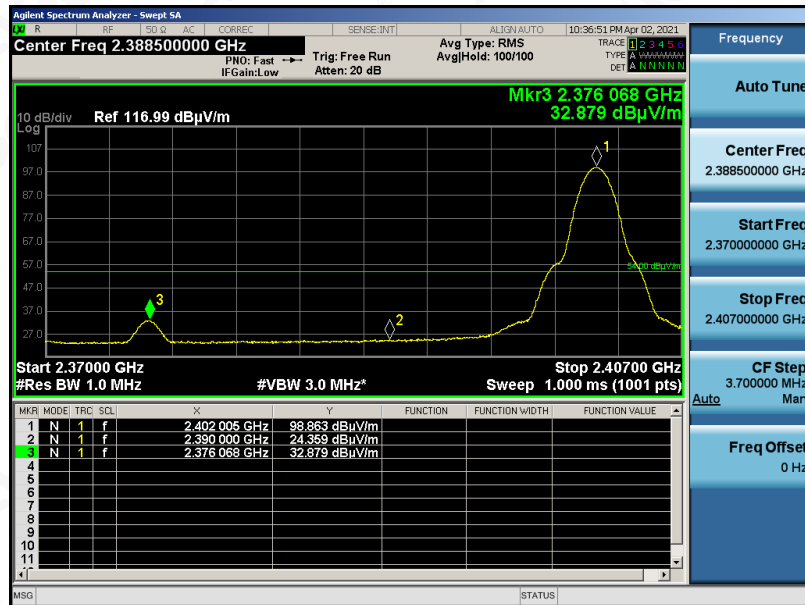 Agilent Spectrum Analyzer - Swept SA
LXI R RF 50 Ω AC CORREC SENSE:INT ALIGN AUTO 10:36:51 PM Apr 02, 2021
Center Freq 2.388500000 GHz
PNO: Fast Trig: Free Run Avg Type: RMS TRACE 1 2 3 4 5 6
IFGain:Low Atten: 20 dB Avg|Hold: 100/100 TYPE A WWWWW
DET A N N N N N
Mkr3 2.376 068 GHz
32.879 dBµV/m
10 dB/div Ref 116.99 dBµV/m
Log
107
97.0
87.0
77.0
67.0
57.0
47.0
37.0
27.0
1
2
3
54.00 dBµV/m
Start 2.37000 GHz Stop 2.40700 GHz
#Res BW 1.0 MHz #VBW 3.0 MHz* Sweep 1.000 ms (1001 pts)
MKR MODE TRC SCL X Y FUNCTION FUNCTION WIDTH FUNCTION VALUE
1 N 1 f 2.402 005 GHz 98.863 dBµV/m
2 N 1 f 2.390 000 GHz 24.359 dBµV/m
3 N 1 f 2.376 068 GHz 32.879 dBµV/m
4
5
6
7
8
9
10
11
MSG STATUS
Frequency
Auto Tune
Center Freq
2.388500000 GHz
Start Freq
2.370000000 GHz
Stop Freq
2.407000000 GHz
CF Step
3.700000 MHz
Auto Man
Freq Offset
0 Hz